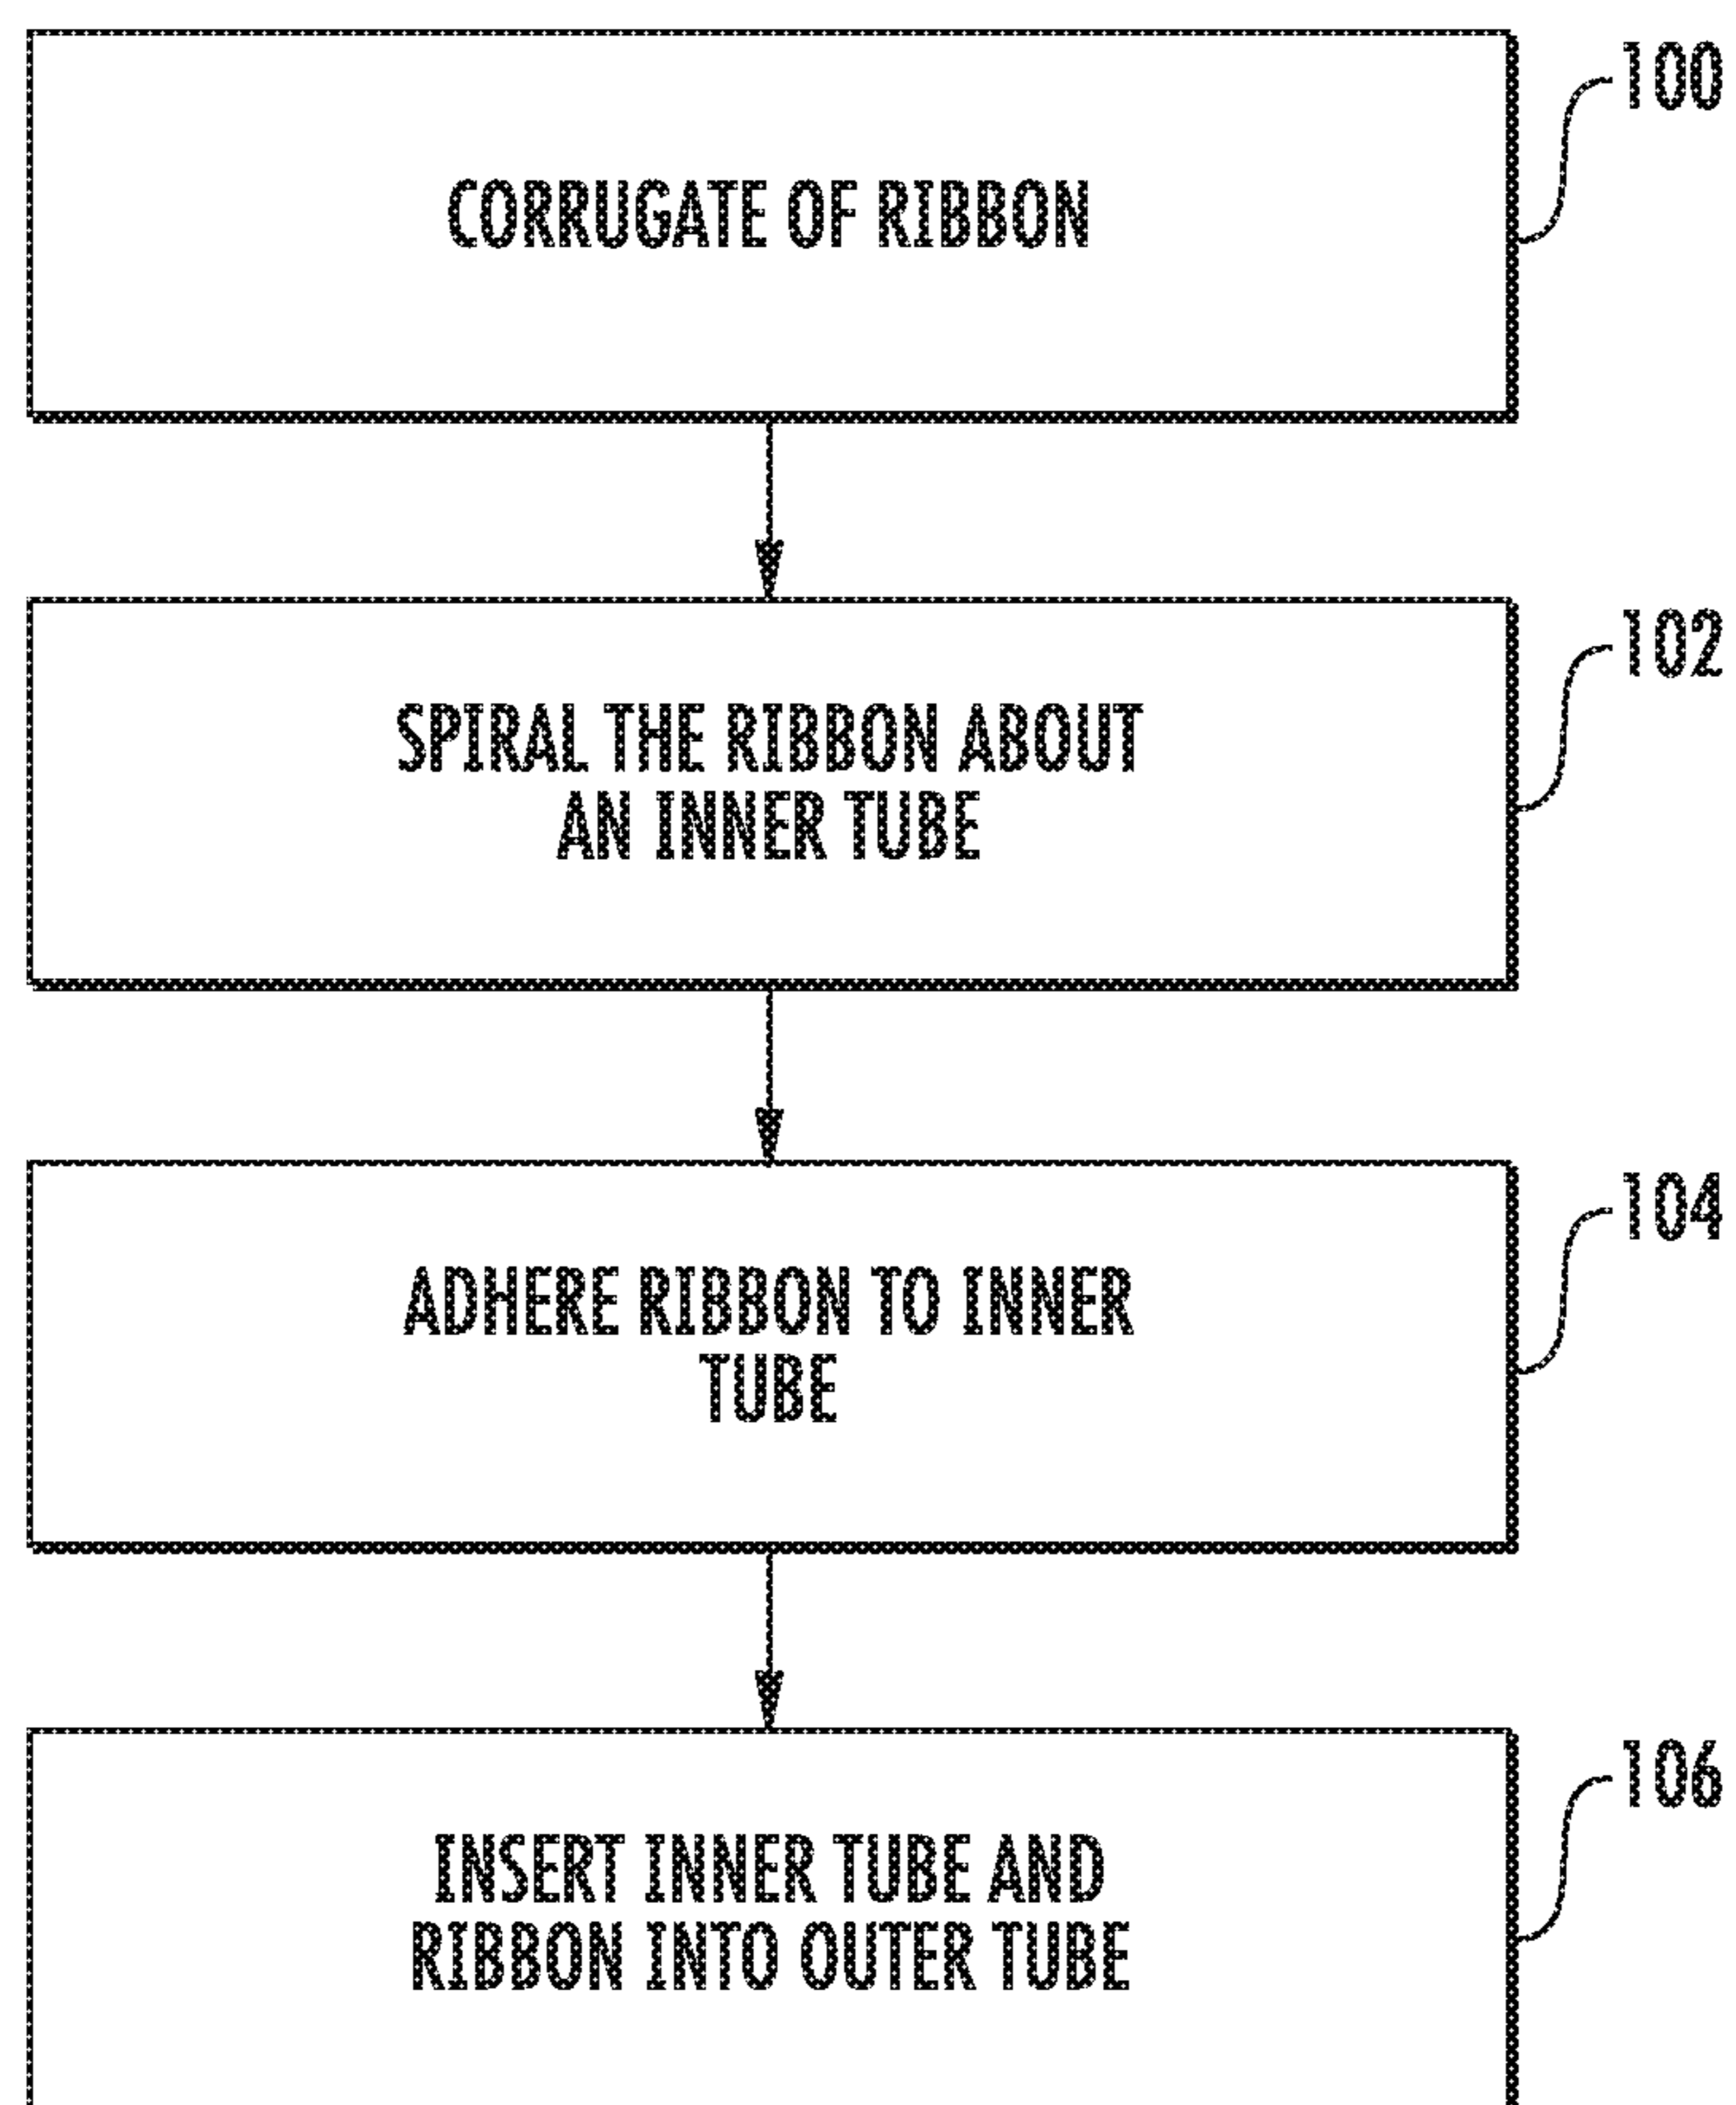 100
CORRUGATE OF RIBBON
102
SPIRAL THE RIBBON ABOUT
AN INNER TUBE
104
ADHERE RIBBON TO INNER
TUBE
106
INSERT INNER TUBE AND
RIBBON INTO OUTER TUBE